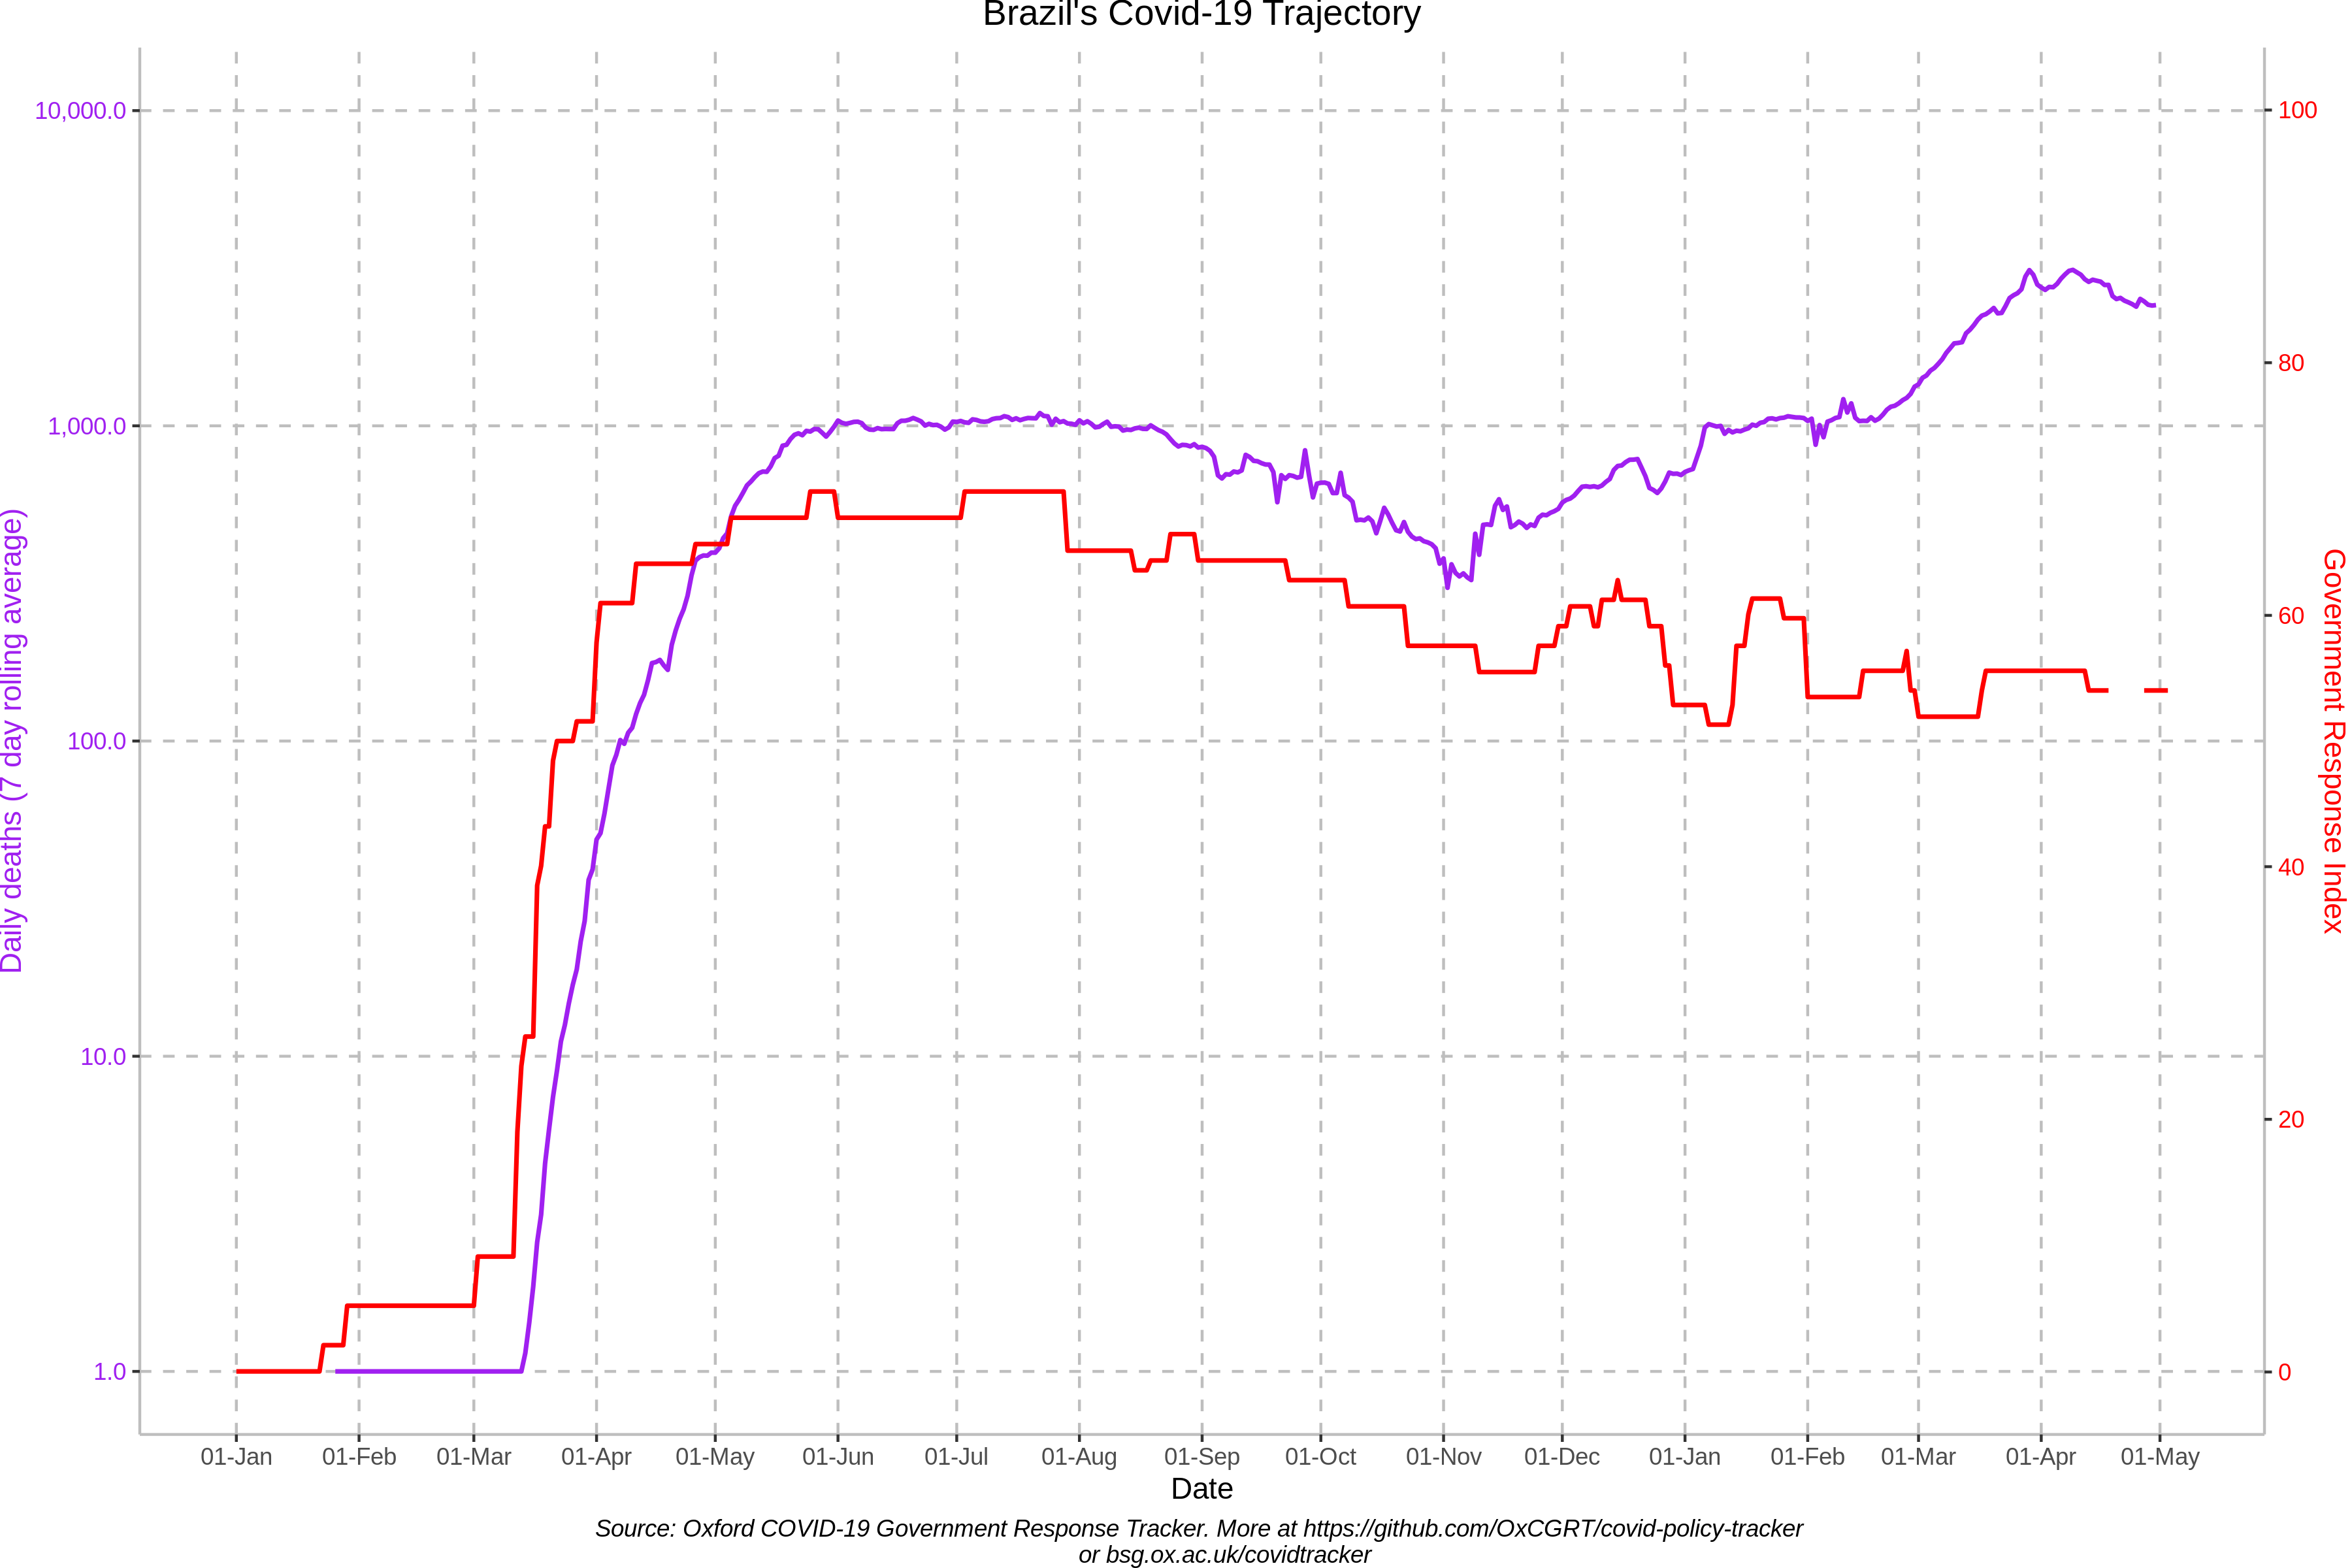 Brazil's Covid-19 Trajectory
10,000.0
1,000.0
100.0
10.0
1.0
Daily deaths (7 day rolling average)
100
80
60
40
20
0
Government Response Index
01-Jan 01-Feb 01-Mar 01-Apr 01-May 01-Jun 01-Jul 01-Aug 01-Sep 01-Oct 01-Nov 01-Dec 01-Jan 01-Feb 01-Mar 01-Apr 01-May
Date
Source: Oxford COVID-19 Government Response Tracker. More at https://github.com/OxCGRT/covid-policy-tracker
or bsg.ox.ac.uk/covidtracker